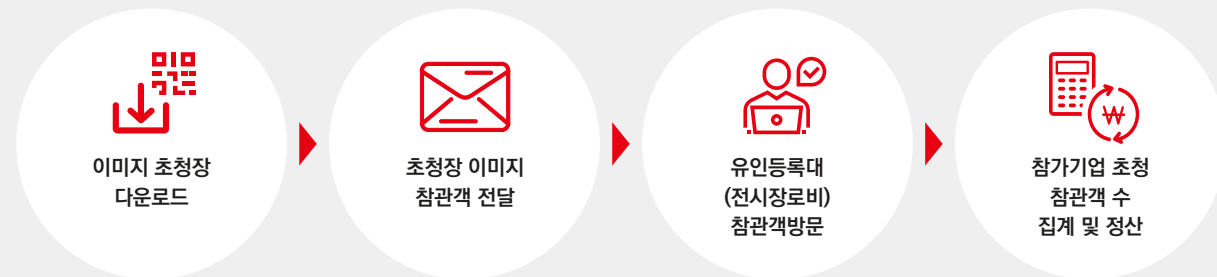 이미지 초청장
다운로드
초청장 이미지
참관객 전달
유인등록대
(전시장로비)
참관객방문
₩
참가기업 초청
참관객 수
집계 및 정산